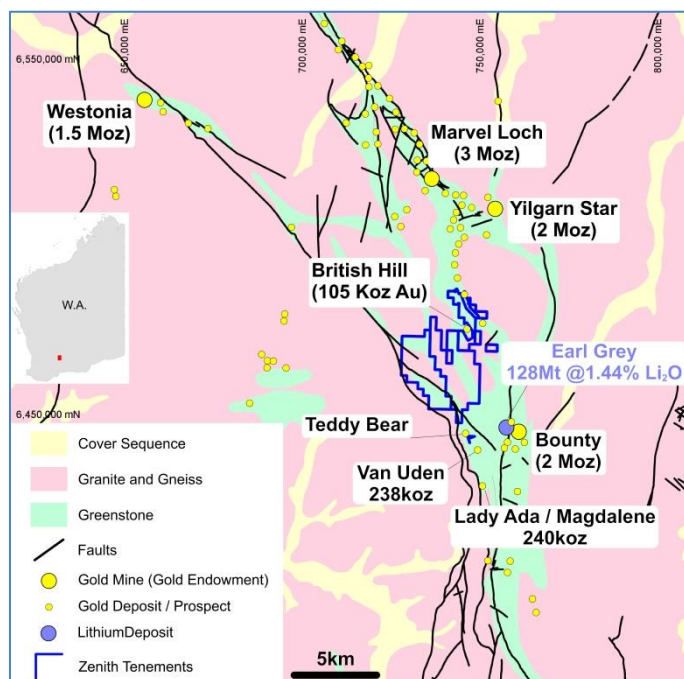 650,000 mE
700,000 mE
750,000 mE
800,000 mE
6,550,000 mN
Westonia
(1.5 Moz)
Marvel Loch
(3 Moz)
Yilgarn Star
(2 Moz)
W.A.
British Hill
(105 Koz Au)
Earl Grey
128Mt @1.44% Li₂O
6,450,000 mN
Teddy Bear
Bounty
(2 Moz)
Van Uden
238koz
Lady Ada / Magdalene
240koz
Cover Sequence
Granite and Gneiss
Greenstone
Faults
Gold Mine (Gold Endowment)
Gold Deposit / Prospect
LithiumDeposit
Zenith Tenements
5km